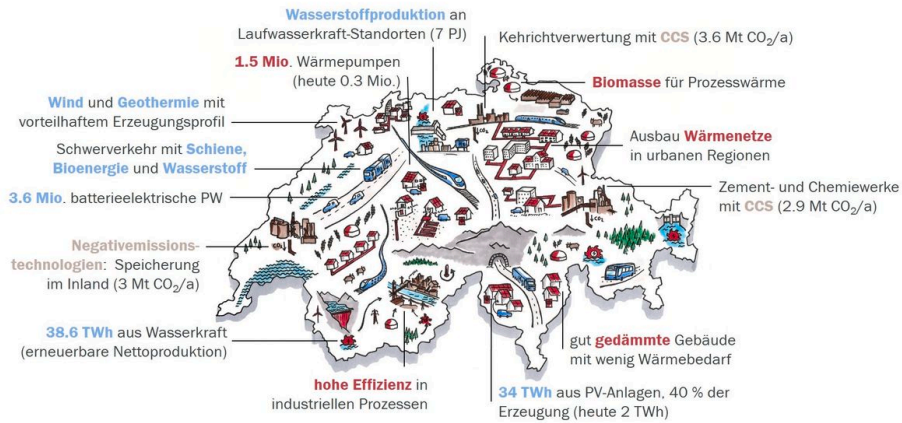 Wasserstoffproduktion an
Laufwasserkraft-Standorten (7 PJ)
Kehrichtverwertung mit CCS (3.6 Mt CO₂/a)
1.5 Mio. Wärmepumpen
(heute 0.3 Mio.)
Biomasse für Prozesswärme
Wind und Geothermie mit
vorteilhaftem Erzeugungsprofil
Ausbau Wärmenetze
in urbanen Regionen
Schwerverkehr mit Schiene,
Bioenergie und Wasserstoff
Zement- und Chemiewerke
mit CCS (2.9 Mt CO₂/a)
3.6 Mio. batterieelektrische PW
Negativemissions-
technologien: Speicherung
im Inland (3 Mt CO₂/a)
38.6 TWh aus Wasserkraft
(erneuerbare Nettoproduktion)
gut gedämmte Gebäude
mit wenig Wärmebedarf
hohe Effizienz in
industriellen Prozessen
34 TWh aus PV-Anlagen, 40 % der
Erzeugung (heute 2 TWh)
CO₂
CO₂
CO₂